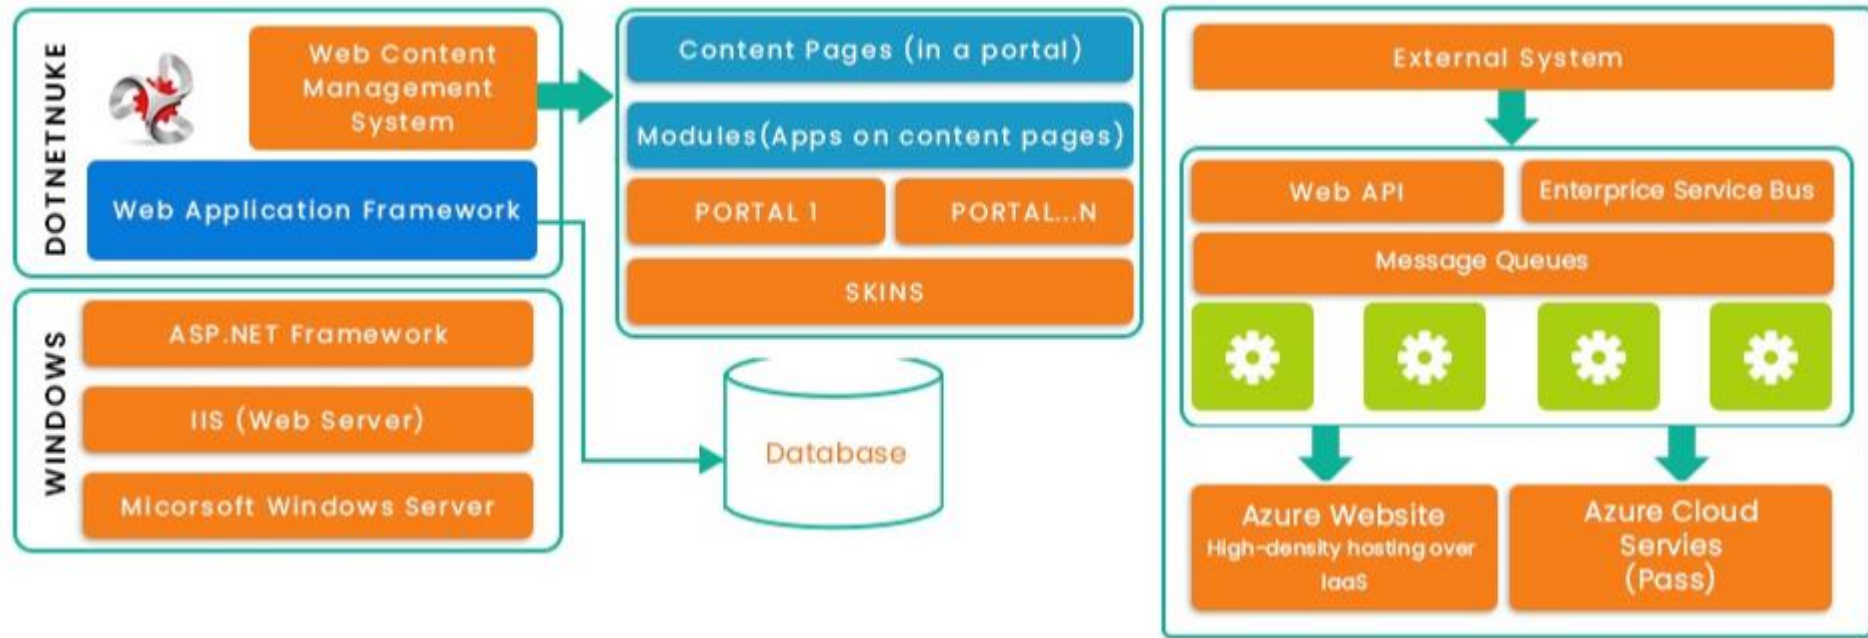 DOTNETNUKE
Web Content
Management
System
Web Application Framework
WINDOWS
ASP.NET Framework
IIS (Web Server)
Micorsoft Windows Server
Content Pages (in a portal)
Modules(Apps on content pages)
PORTAL 1
PORTAL...N
SKINS
Database
External System
Web API
Enterprice Service Bus
Message Queues
Azure Website
High-density hosting over
IaaS
Azure Cloud
Servies
(Pass)